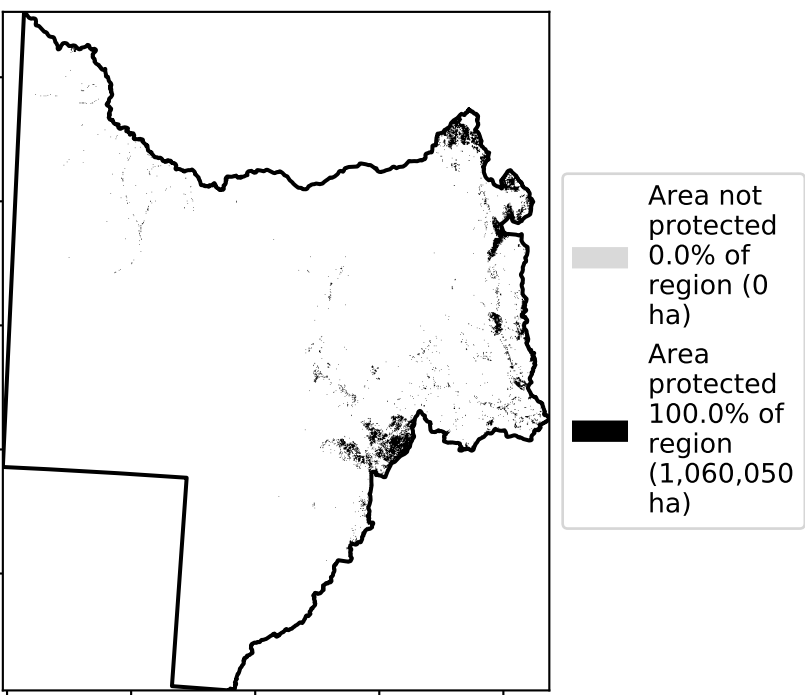 Area not
protected
0.0% of
region (0
ha)
Area
protected
100.0% of
region
(1,060,050
ha)